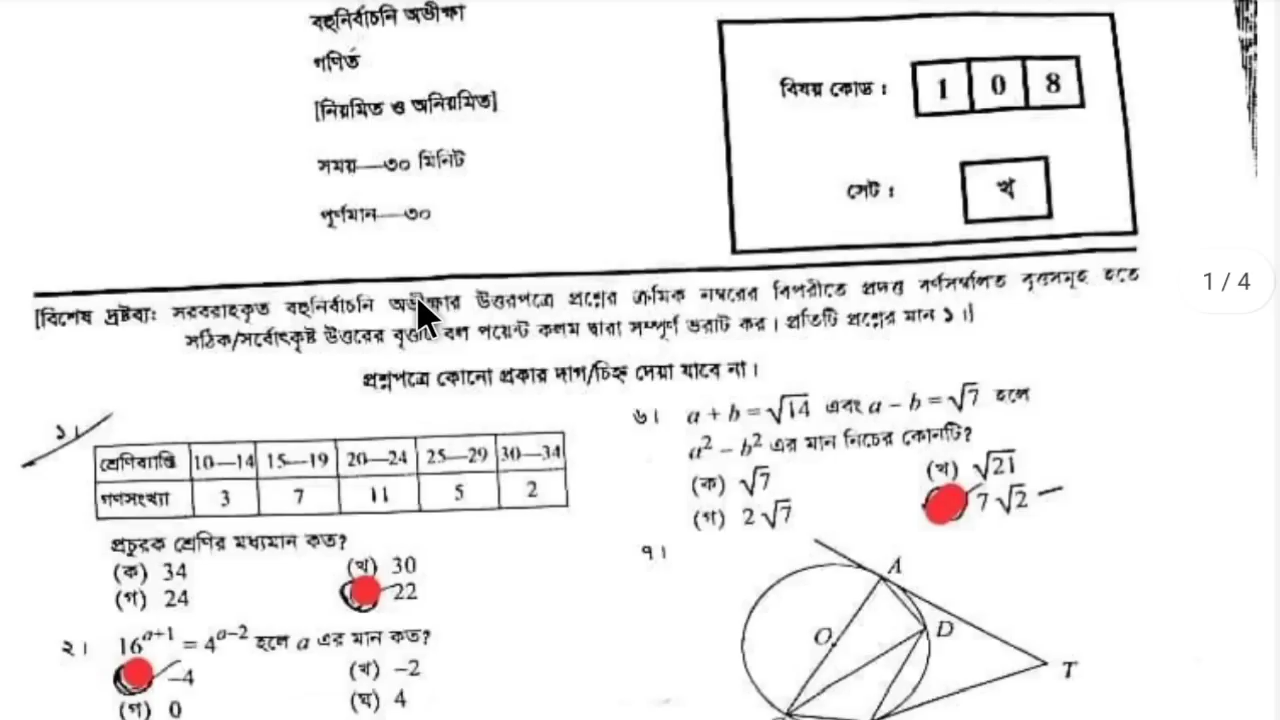 বহুনির্বাচনি অভীক্ষা
গণিত
[নিয়মিত ও অনিয়মিত]
সময়—৩০ মিনিট
পূর্ণমান—৩০
বিষয় কোড : 1 0 8
সেট : খ
1 / 4
[বিশেষ দ্রষ্টব্য: সরবরাহকৃত বহুনির্বাচনি অভীক্ষার উত্তরপত্রে প্রশ্নের ক্রমিক নম্বরের বিপরীতে প্রদত্ত বর্ণসম্বলিত বৃত্তসমূহ হতে
সঠিক/সর্বোৎকৃষ্ট উত্তরের বৃত্তটি বল পয়েন্ট কলম দ্বারা সম্পূর্ণ ভরাট কর। প্রতিটি প্রশ্নের মান ১।]
প্রশ্নপত্রে কোনো প্রকার দাগ/চিহ্ন দেয়া যাবে না।
১।
শ্রেণিব্যাপ্তি 10—14 15—19 20—24 25—29 30—34
গণসংখ্যা 3 7 11 5 2
প্রচুরক শ্রেণির মধ্যমান কত?
(ক) 34 (খ) 30
(গ) 24 22
২। 16^{a+1} = 4^{a-2} হলে a এর মান কত?
-4 (খ) -2
(গ) 0 (ঘ) 4
৬। a + b = √14 এবং a - b = √7 হলে
a² - b² এর মান নিচের কোনটি?
(ক) √7 (খ) √21
(গ) 2√7 7√2
৭।
A
O
D
T